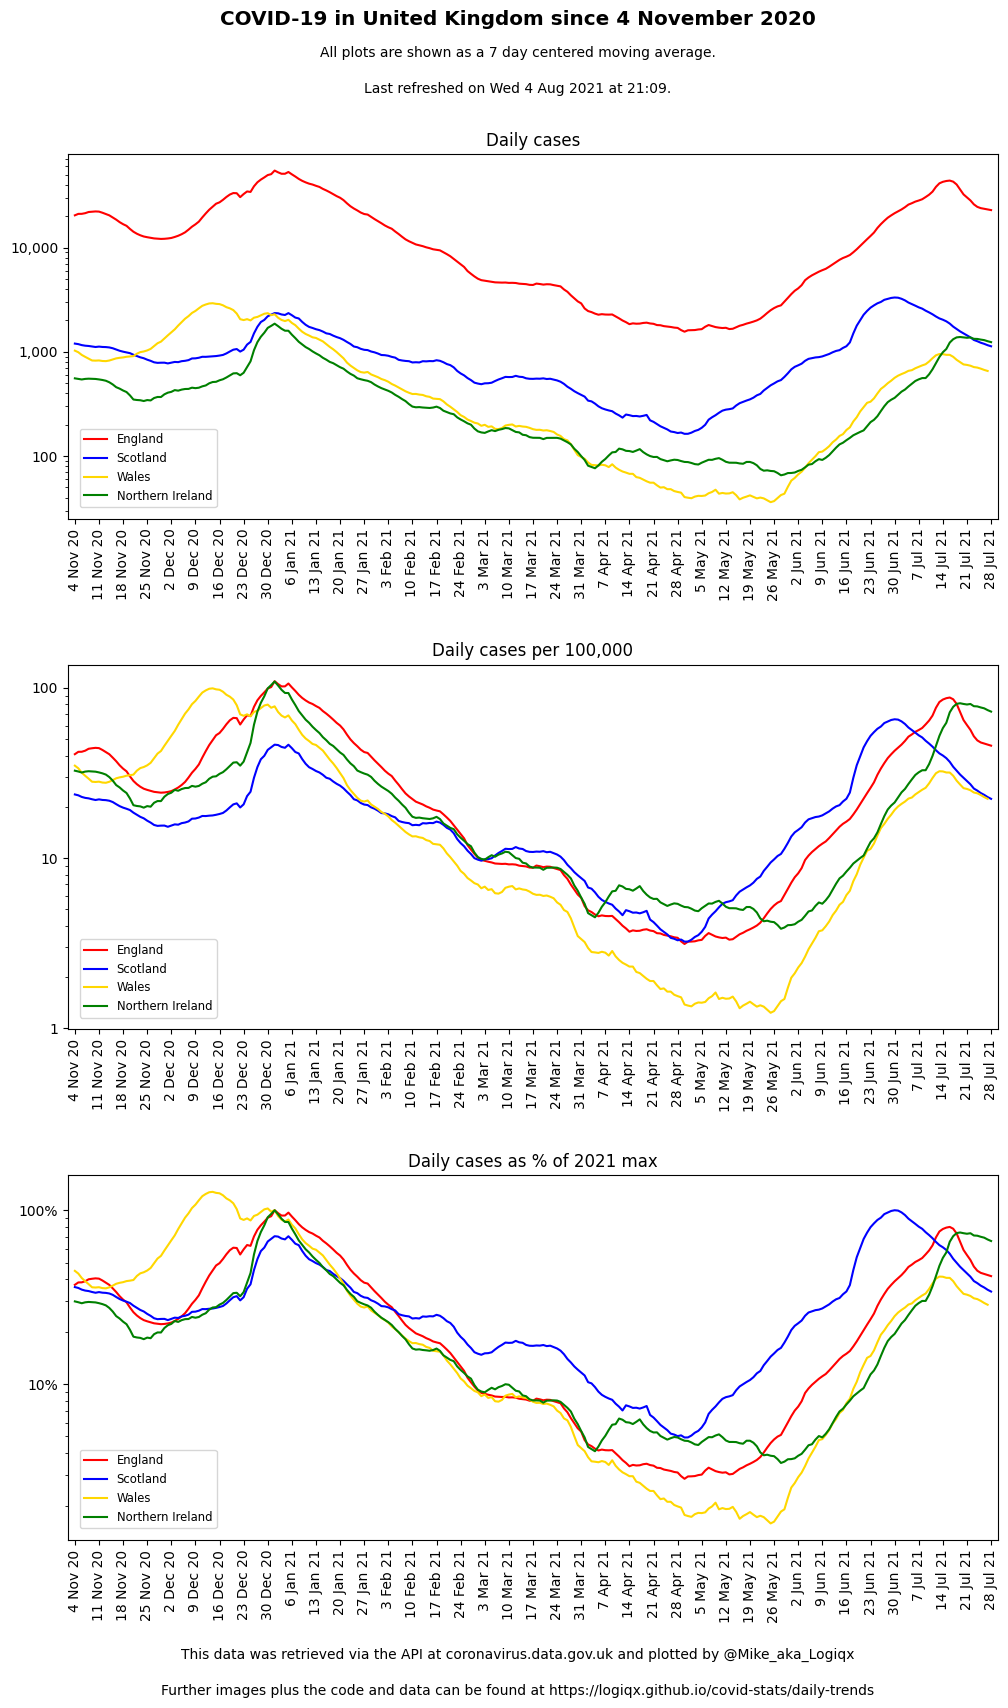 COVID-19 in United Kingdom since 4 November 2020
All plots are shown as a 7 day centered moving average.
Last refreshed on Wed 4 Aug 2021 at 21:09.
Daily cases
10,000
1,000
100
England
Scotland
Wales
Northern Ireland
4 Nov 20
11 Nov 20
18 Nov 20
25 Nov 20
2 Dec 20
9 Dec 20
16 Dec 20
23 Dec 20
30 Dec 20
6 Jan 21
13 Jan 21
20 Jan 21
27 Jan 21
3 Feb 21
10 Feb 21
17 Feb 21
24 Feb 21
3 Mar 21
10 Mar 21
17 Mar 21
24 Mar 21
31 Mar 21
7 Apr 21
14 Apr 21
21 Apr 21
28 Apr 21
5 May 21
12 May 21
19 May 21
26 May 21
2 Jun 21
9 Jun 21
16 Jun 21
23 Jun 21
30 Jun 21
7 Jul 21
14 Jul 21
21 Jul 21
28 Jul 21
Daily cases per 100,000
100
10
1
England
Scotland
Wales
Northern Ireland
4 Nov 20
11 Nov 20
18 Nov 20
25 Nov 20
2 Dec 20
9 Dec 20
16 Dec 20
23 Dec 20
30 Dec 20
6 Jan 21
13 Jan 21
20 Jan 21
27 Jan 21
3 Feb 21
10 Feb 21
17 Feb 21
24 Feb 21
3 Mar 21
10 Mar 21
17 Mar 21
24 Mar 21
31 Mar 21
7 Apr 21
14 Apr 21
21 Apr 21
28 Apr 21
5 May 21
12 May 21
19 May 21
26 May 21
2 Jun 21
9 Jun 21
16 Jun 21
23 Jun 21
30 Jun 21
7 Jul 21
14 Jul 21
21 Jul 21
28 Jul 21
Daily cases as % of 2021 max
100%
10%
England
Scotland
Wales
Northern Ireland
4 Nov 20
11 Nov 20
18 Nov 20
25 Nov 20
2 Dec 20
9 Dec 20
16 Dec 20
23 Dec 20
30 Dec 20
6 Jan 21
13 Jan 21
20 Jan 21
27 Jan 21
3 Feb 21
10 Feb 21
17 Feb 21
24 Feb 21
3 Mar 21
10 Mar 21
17 Mar 21
24 Mar 21
31 Mar 21
7 Apr 21
14 Apr 21
21 Apr 21
28 Apr 21
5 May 21
12 May 21
19 May 21
26 May 21
2 Jun 21
9 Jun 21
16 Jun 21
23 Jun 21
30 Jun 21
7 Jul 21
14 Jul 21
21 Jul 21
28 Jul 21
This data was retrieved via the API at coronavirus.data.gov.uk and plotted by @Mike_aka_Logiqx
Further images plus the code and data can be found at https://logiqx.github.io/covid-stats/daily-trends